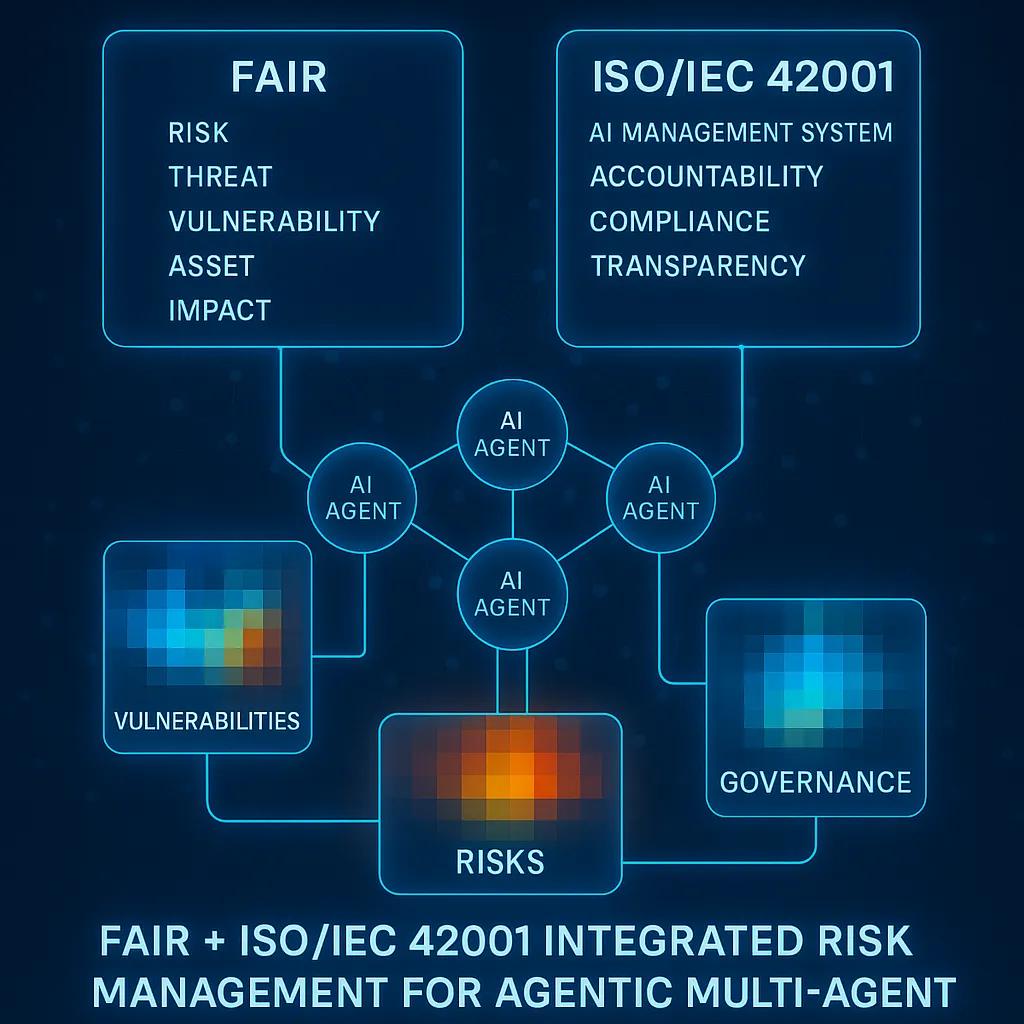 FAIR
RISK
THREAT
VULNERABILITY
ASSET
IMPACT
ISO/IEC 42001
AI MANAGEMENT SYSTEM
ACCOUNTABILITY
COMPLIANCE
TRANSPARENCY
AI
AGENT
AI
AGENT
AI
AGENT
AI
AGENT
VULNERABILITIES
RISKS
GOVERNANCE
FAIR + ISO/IEC 42001 INTEGRATED RISK
MANAGEMENT FOR AGENTIC MULTI-AGENT